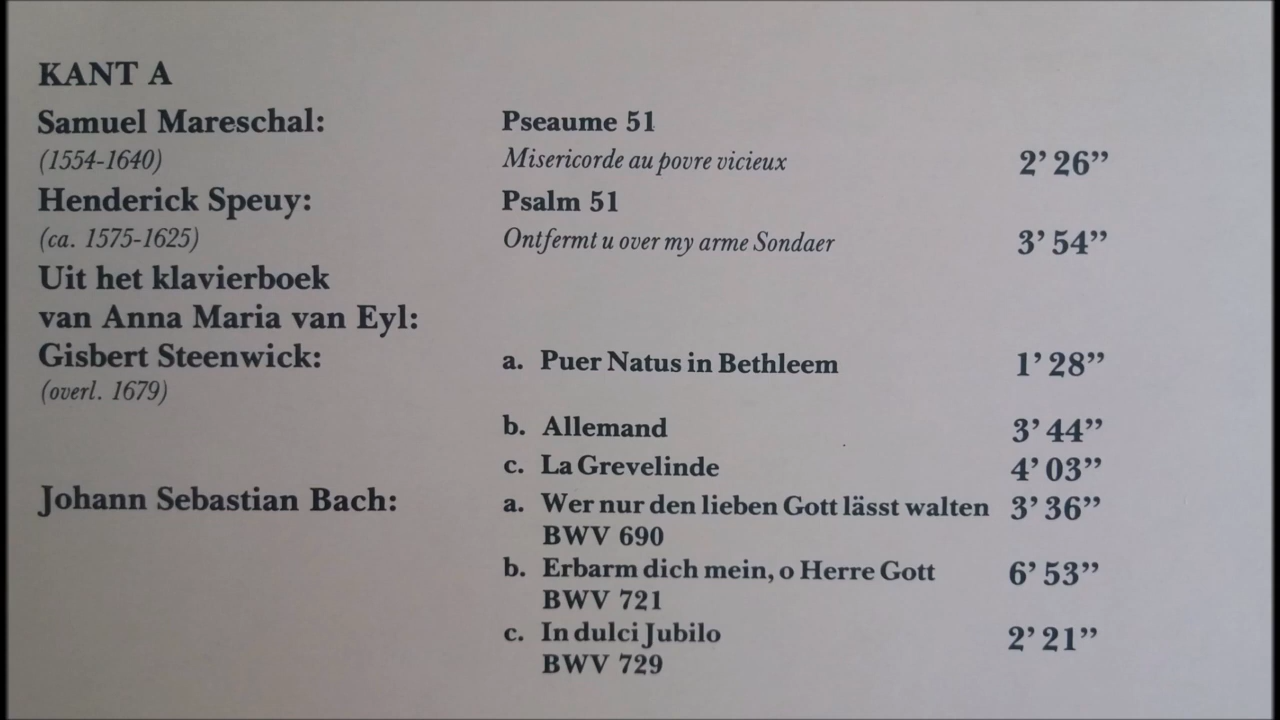 KANT A
Samuel Mareschal: Pseaume 51
(1554-1640) Misericorde au povre vicieux 2’ 26”
Henderick Speuy: Psalm 51
(ca. 1575-1625) Ontfermt u over my arme Sondaer 3’ 54”
Uit het klavierboek
van Anna Maria van Eyl:
Gisbert Steenwick: a. Puer Natus in Bethleem 1’ 28”
(overl. 1679)
b. Allemand 3’ 44”
c. La Grevelinde 4’ 03”
Johann Sebastian Bach: a. Wer nur den lieben Gott lässt walten 3’ 36”
BWV 690
b. Erbarm dich mein, o Herre Gott 6’ 53”
BWV 721
c. In dulci Jubilo 2’ 21”
BWV 729